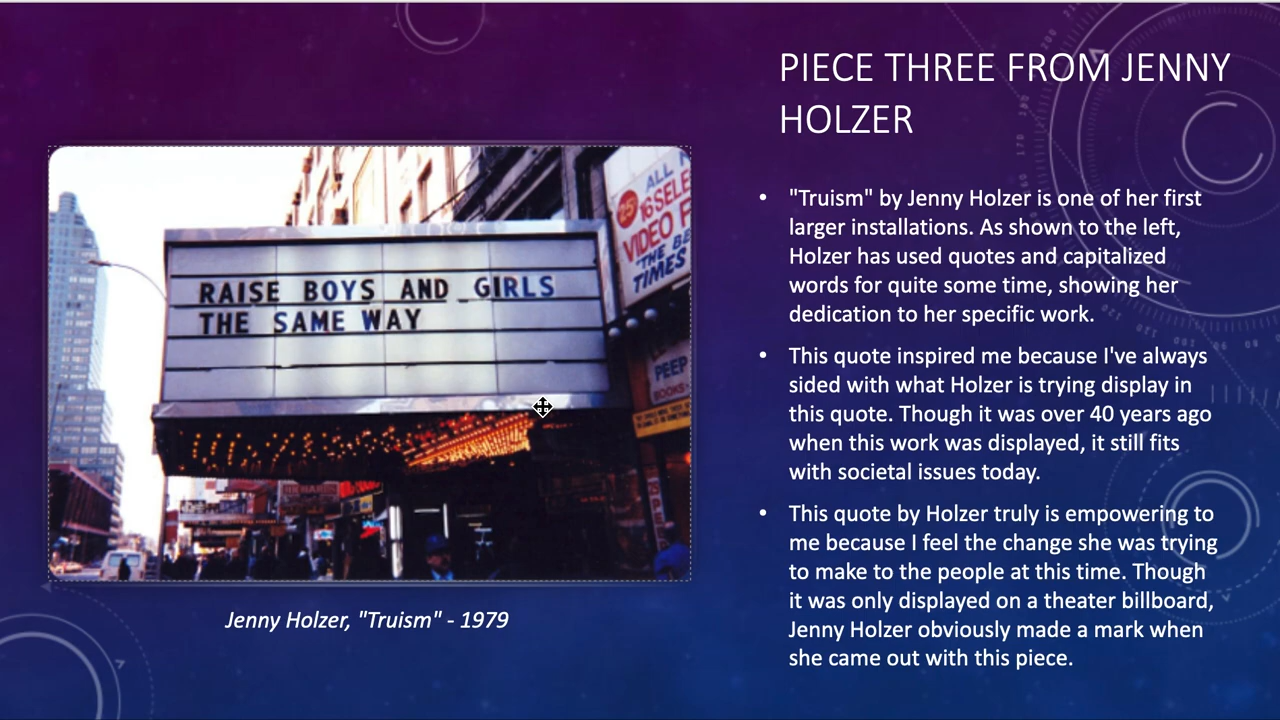 PIECE THREE FROM JENNY
HOLZER
RAISE BOYS AND GIRLS
THE SAME WAY
ALL
25¢
16 SELE
VIDEO F
"THE BE
TIMES
PEEP
BOOKS
Jenny Holzer, "Truism" - 1979
• "Truism" by Jenny Holzer is one of her first
larger installations. As shown to the left,
Holzer has used quotes and capitalized
words for quite some time, showing her
dedication to her specific work.
• This quote inspired me because I've always
sided with what Holzer is trying display in
this quote. Though it was over 40 years ago
when this work was displayed, it still fits
with societal issues today.
• This quote by Holzer truly is empowering to
me because I feel the change she was trying
to make to the people at this time. Though
it was only displayed on a theater billboard,
Jenny Holzer obviously made a mark when
she came out with this piece.